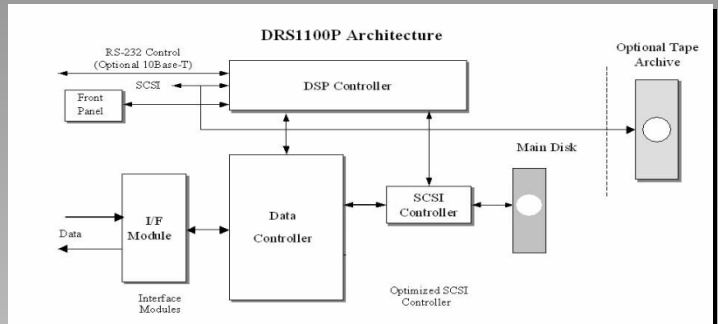 DRS1100P Architecture
RS-232 Control
(Optional 10Base-T)
SCSI
Front
Panel
DSP Controller
Optional Tape
Archive
Main Disk
I/F
Module
Data
Data
Controller
SCSI
Controller
Interface
Modules
Optimized SCSI
Controller